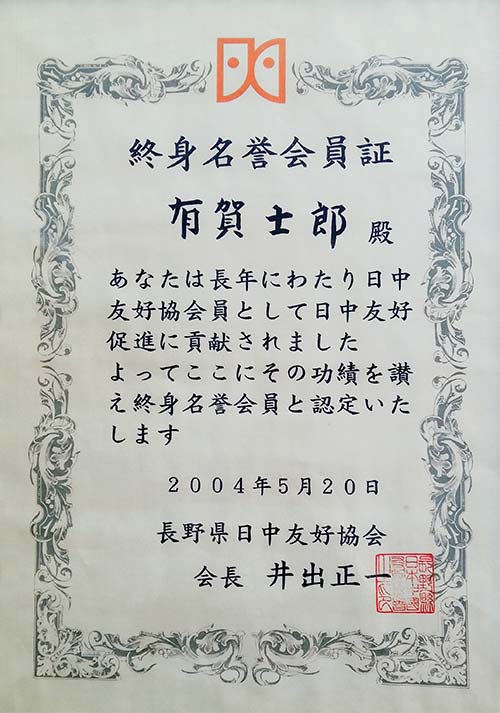 終身名誉会員証
有賀士郎 殿
あなたは長年にわたり日中
友好協会員として日中友好
促進に貢献されました
よってここにその功績を讃
え終身名誉会員と認定いた
します
2004年5月20日
長野県日中友好協会
会長 井出正一